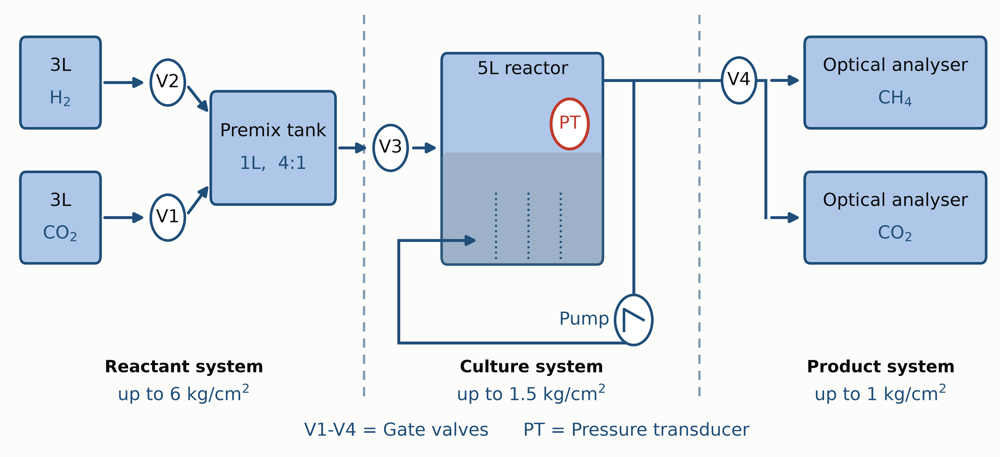 3L
H₂
V2
3L
CO₂
V1
Premix tank
1L, 4:1
V3
5L reactor
PT
Pump
V4
Optical analyser
CH₄
Optical analyser
CO₂
Reactant system
up to 6 kg/cm²
Culture system
up to 1.5 kg/cm²
Product system
up to 1 kg/cm²
V1-V4 = Gate valves PT = Pressure transducer